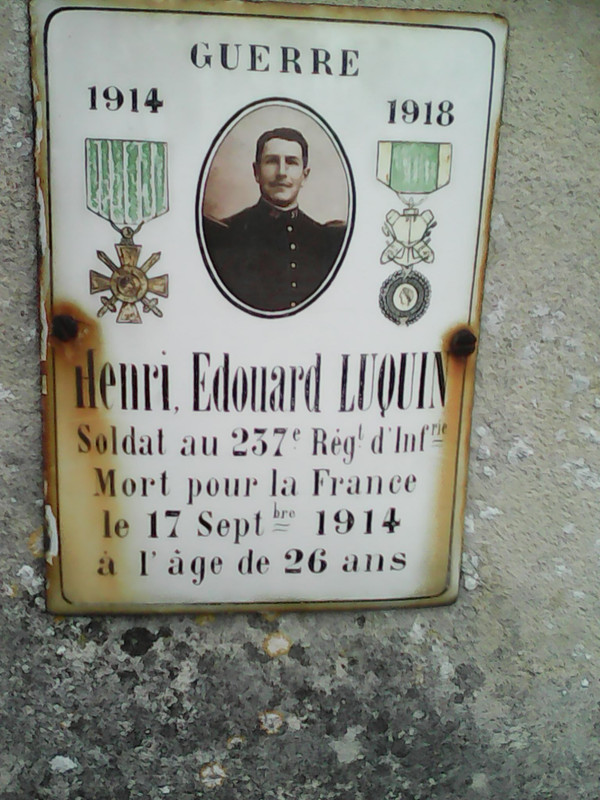 GUERRE
1914 1918
Henri, Edouard LUQUIN
Soldat au 237e Régt d'Infrie
Mort pour la France
le 17 Septbre 1914
à l'âge de 26 ans